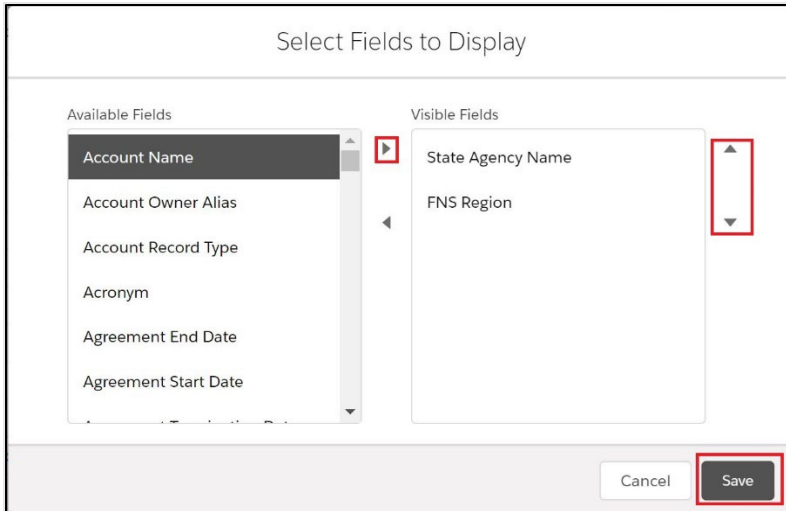 Select Fields to Display
Available Fields
Visible Fields
Account Name
Account Owner Alias
Account Record Type
Acronym
Agreement End Date
Agreement Start Date
State Agency Name
FNS Region
Cancel
Save